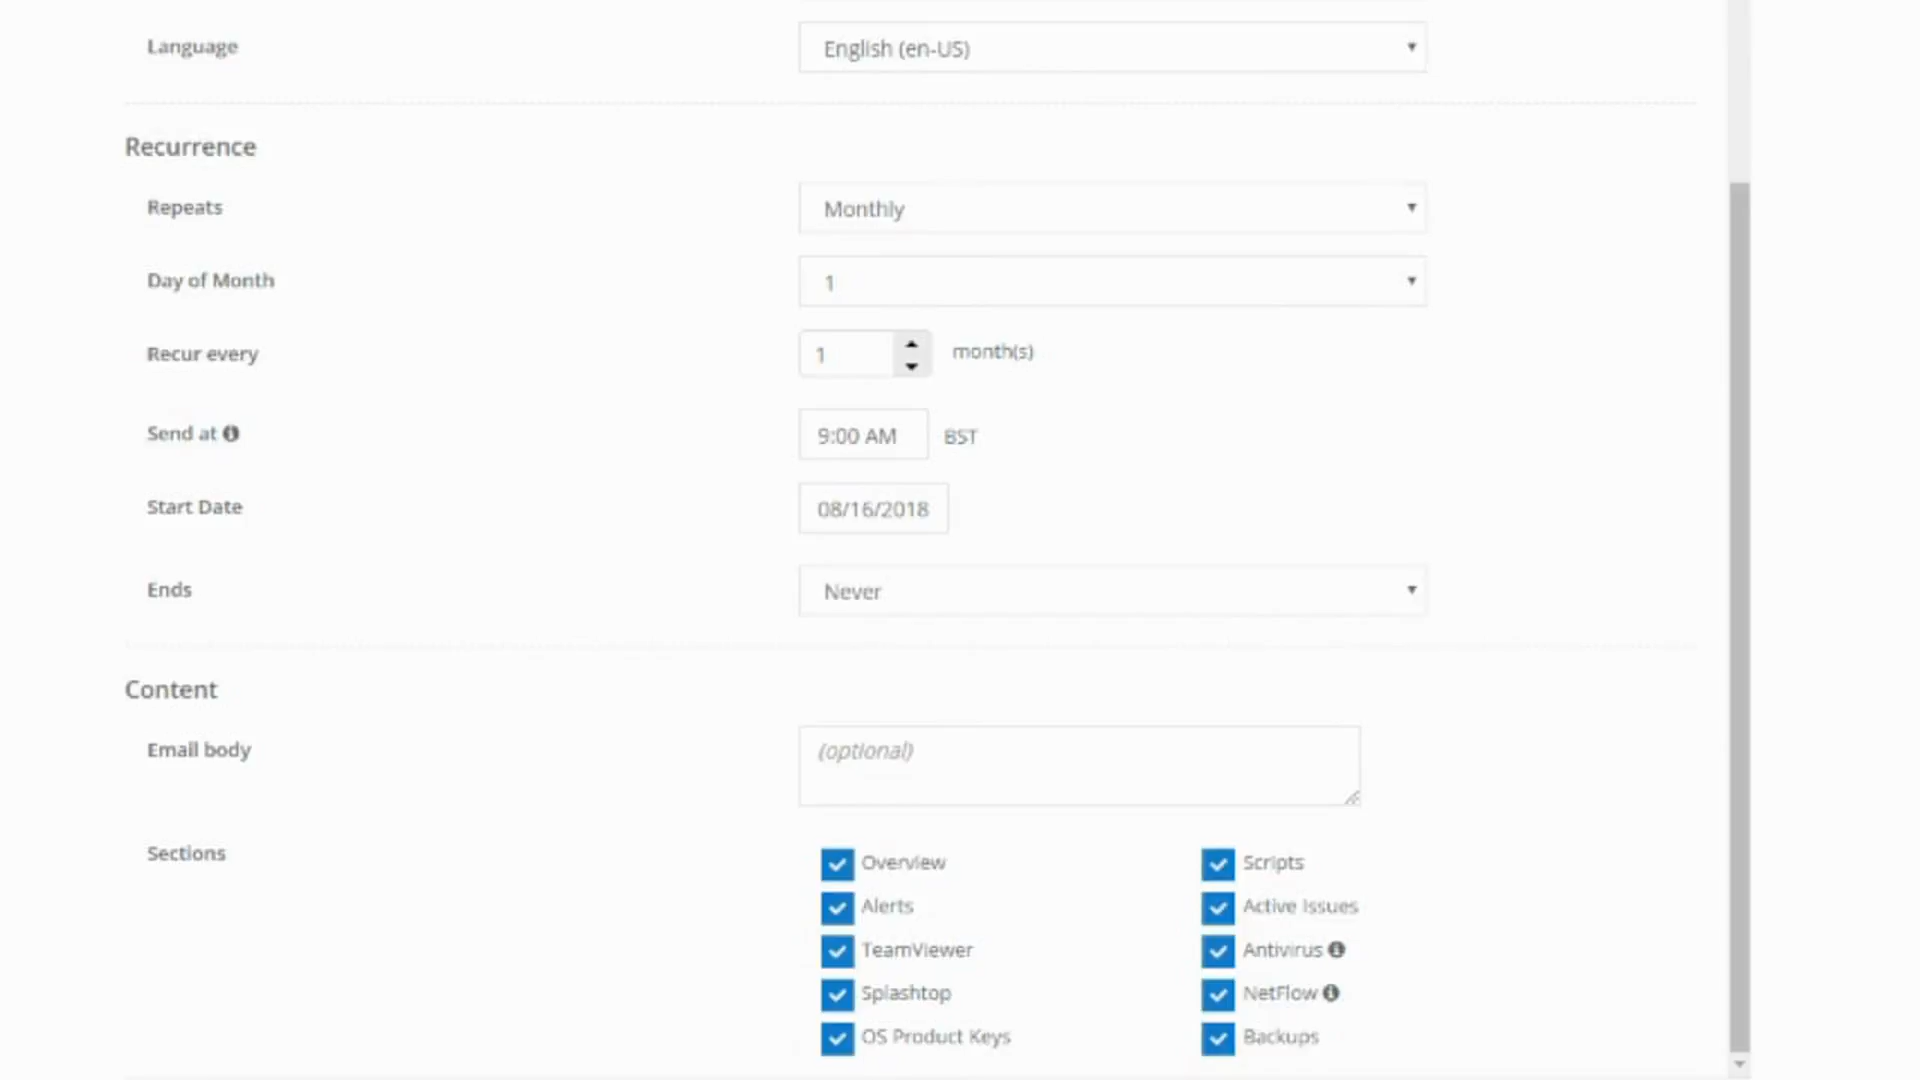 Language English (en-US)
Recurrence
Repeats Monthly
Day of Month 1
Recur every 1 month(s)
Send at 9:00 AM BST
Start Date 08/16/2018
Ends Never
Content
Email body (optional)
Sections
Overview Scripts
Alerts Active Issues
TeamViewer Antivirus
Splashtop NetFlow
OS Product Keys Backups